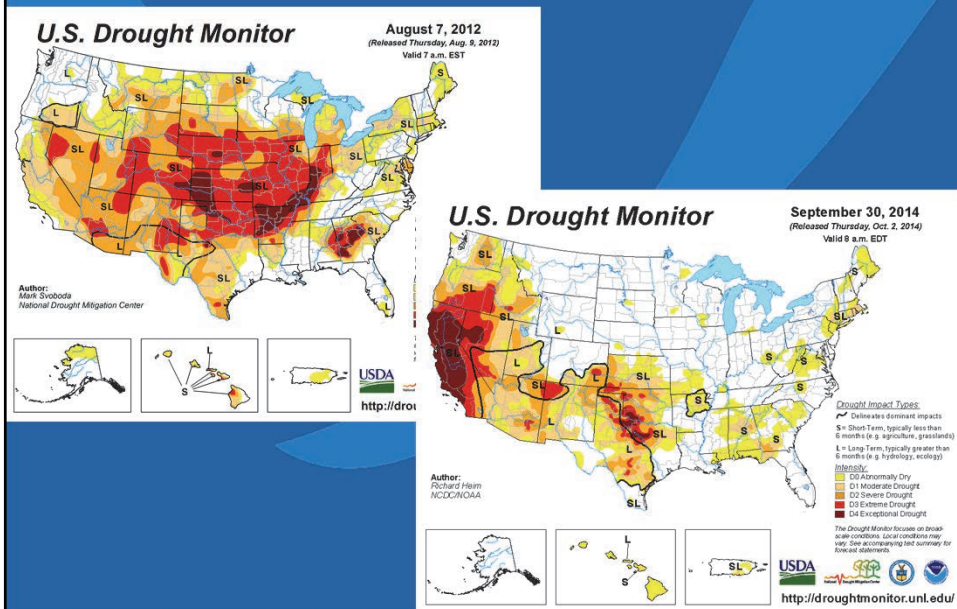 U.S. Drought Monitor
August 7, 2012
(Released Thursday, Aug. 9, 2012)
Valid 7 a.m. EST
L
SL
SL
SL
S
L
SL
SL
SL
SL
SL
SL
SL
L
SL
L
Author:
Mark Svoboda
National Drought Mitigation Center
L
S
USDA
http://drou
U.S. Drought Monitor
September 30, 2014
(Released Thursday, Oct. 2, 2014)
Valid 8 a.m. EDT
SL
SL
SL
SL
L
L
SL
L
SL
S
SL
L
SL
S
S
S
S
S
S
SL
Author:
Richard Heim
NCDC/NOAA
L
S
SL
Drought Impact Types:
Delineates dominant impacts
S = Short-Term, typically less than
6 months (e.g. agriculture, grasslands)
L = Long-Term, typically greater than
6 months (e.g. hydrology, ecology)
Intensity:
D0 Abnormally Dry
D1 Moderate Drought
D2 Severe Drought
D3 Extreme Drought
D4 Exceptional Drought
The Drought Monitor focuses on broad-
scale conditions. Local conditions may
vary. See accompanying text summary for
forecast statements.
USDA
National Drought Mitigation Center
http://droughtmonitor.unl.edu/